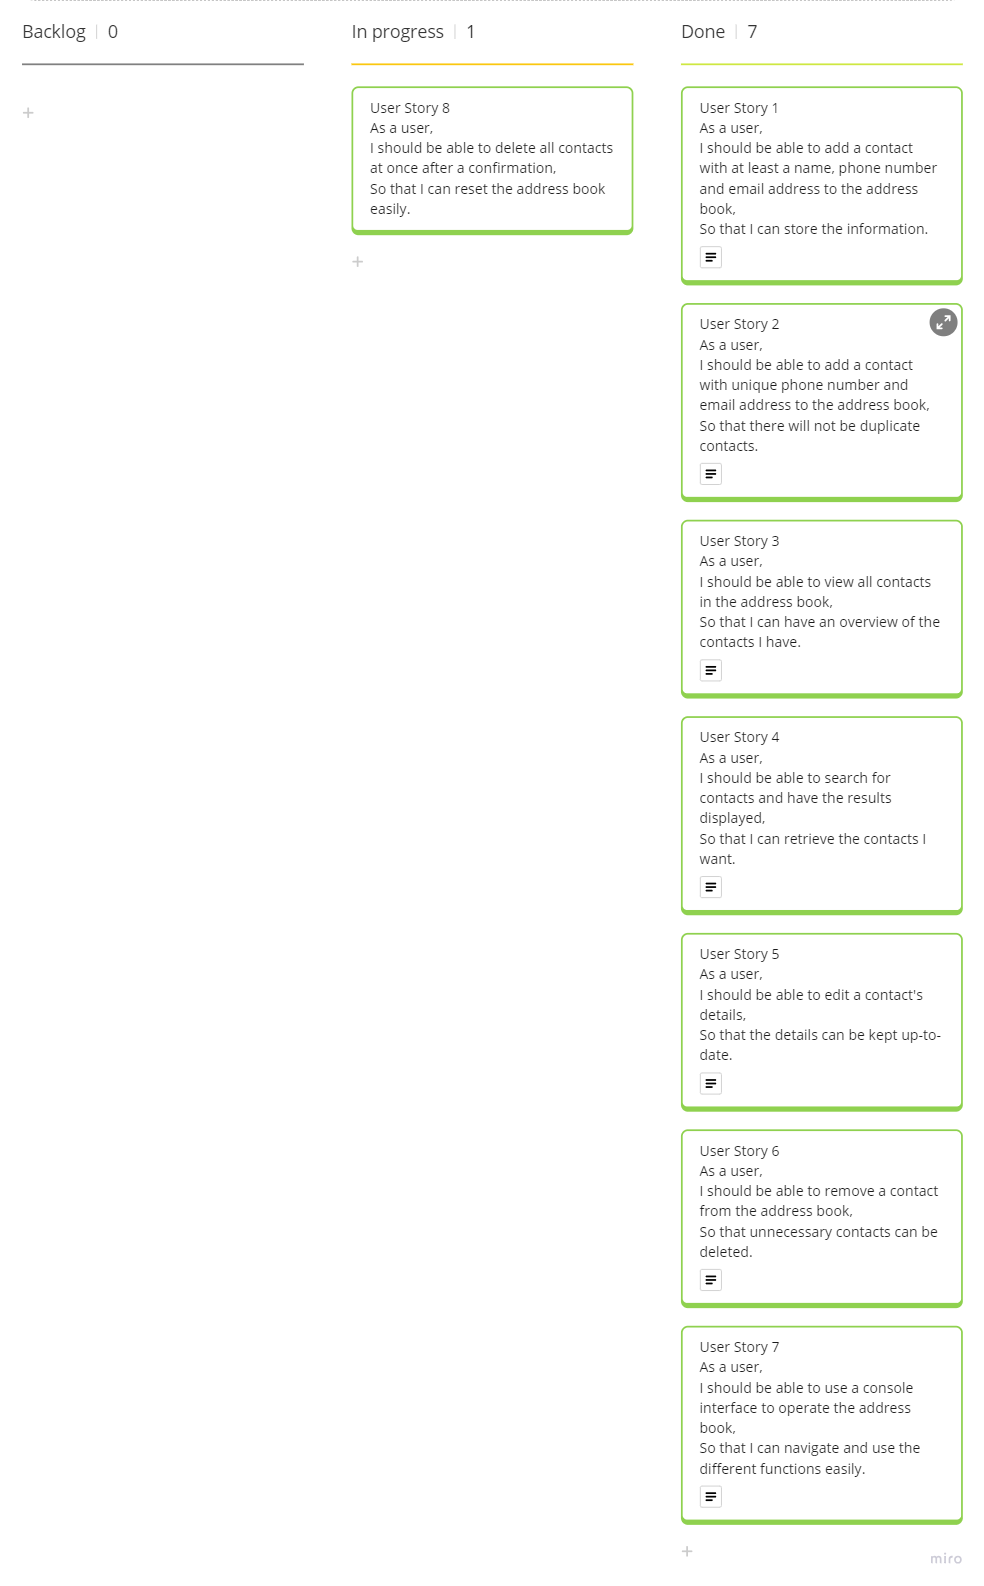 Backlog | 0
In progress | 1
User Story 8
As a user,
I should be able to delete all contacts
at once after a confirmation,
So that I can reset the address book
easily.
Done | 7
User Story 1
As a user,
I should be able to add a contact
with at least a name, phone number
and email address to the address
book,
So that I can store the information.
User Story 2
As a user,
I should be able to add a contact
with unique phone number and
email address to the address book,
So that there will not be duplicate
contacts.
User Story 3
As a user,
I should be able to view all contacts
in the address book,
So that I can have an overview of the
contacts I have.
User Story 4
As a user,
I should be able to search for
contacts and have the results
displayed,
So that I can retrieve the contacts I
want.
User Story 5
As a user,
I should be able to edit a contact's
details,
So that the details can be kept up-to-
date.
User Story 6
As a user,
I should be able to remove a contact
from the address book,
So that unnecessary contacts can be
deleted.
User Story 7
As a user,
I should be able to use a console
interface to operate the address
book,
So that I can navigate and use the
different functions easily.
miro